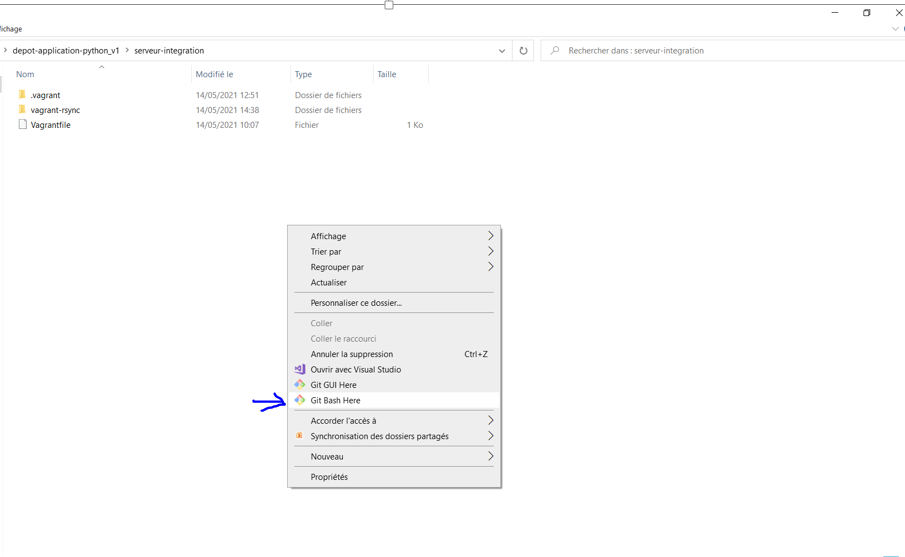 ichage
depot-application-python_v1 > serveur-integration
Rechercher dans : serveur-integration
Nom Modifié le Type Taille
.vagrant 14/05/2021 12:51 Dossier de fichiers
vagrant-rsync 14/05/2021 14:38 Dossier de fichiers
Vagrantfile 14/05/2021 10:07 Fichier 1 Ko
Affichage
Trier par
Regrouper par
Actualiser
Personnaliser ce dossier...
Coller
Coller le raccourci
Annuler la suppression Ctrl+Z
Ouvrir avec Visual Studio
Git GUI Here
Git Bash Here
Accorder l'accès à
Synchronisation des dossiers partagés
Nouveau
Propriétés